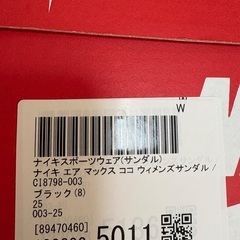 W
ナイキスポーツウェア(サンダル)
ナイキ エア マックス ココ ウィメンズサンダル /
CI8798-003
ブラック(8)
25
003-25
[89470460]
5011